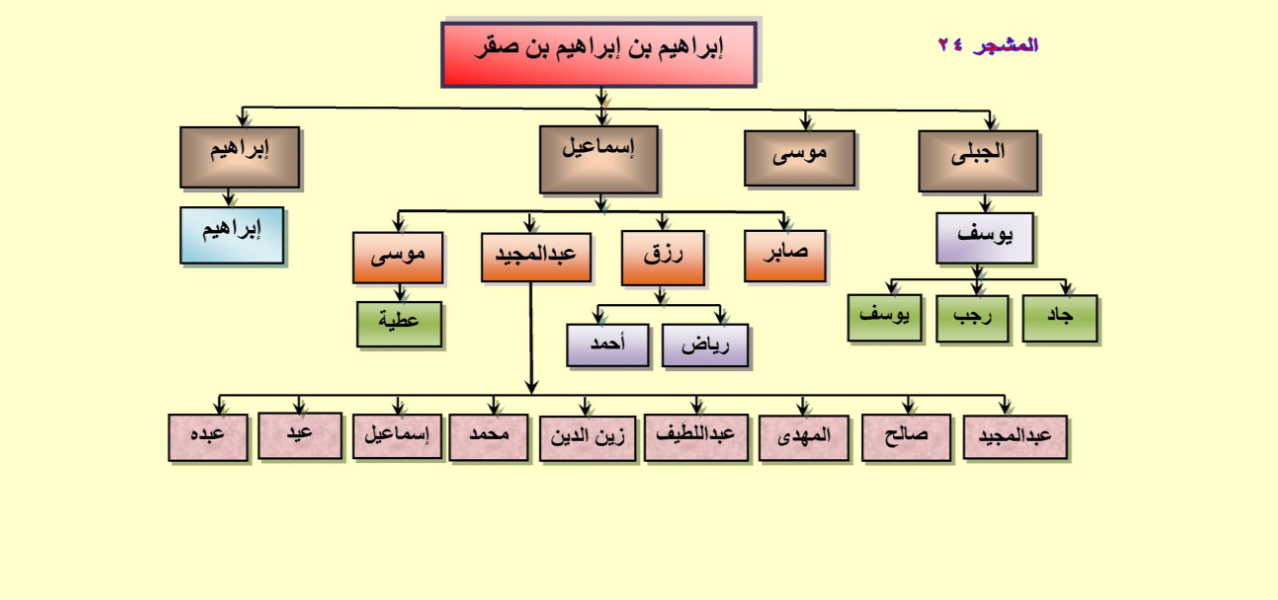 المشجر ٢٤
إبراهيم بن إبراهيم بن صقر
الجبلى
موسى
إسماعيل
إبراهيم
يوسف
إبراهيم
صابر
رزق
عبدالمجيد
موسى
جاد
رجب
يوسف
رياض
أحمد
عطية
عبدالمجيد
صالح
المهدى
عبداللطيف
زين الدين
محمد
إسماعيل
عيد
عبده